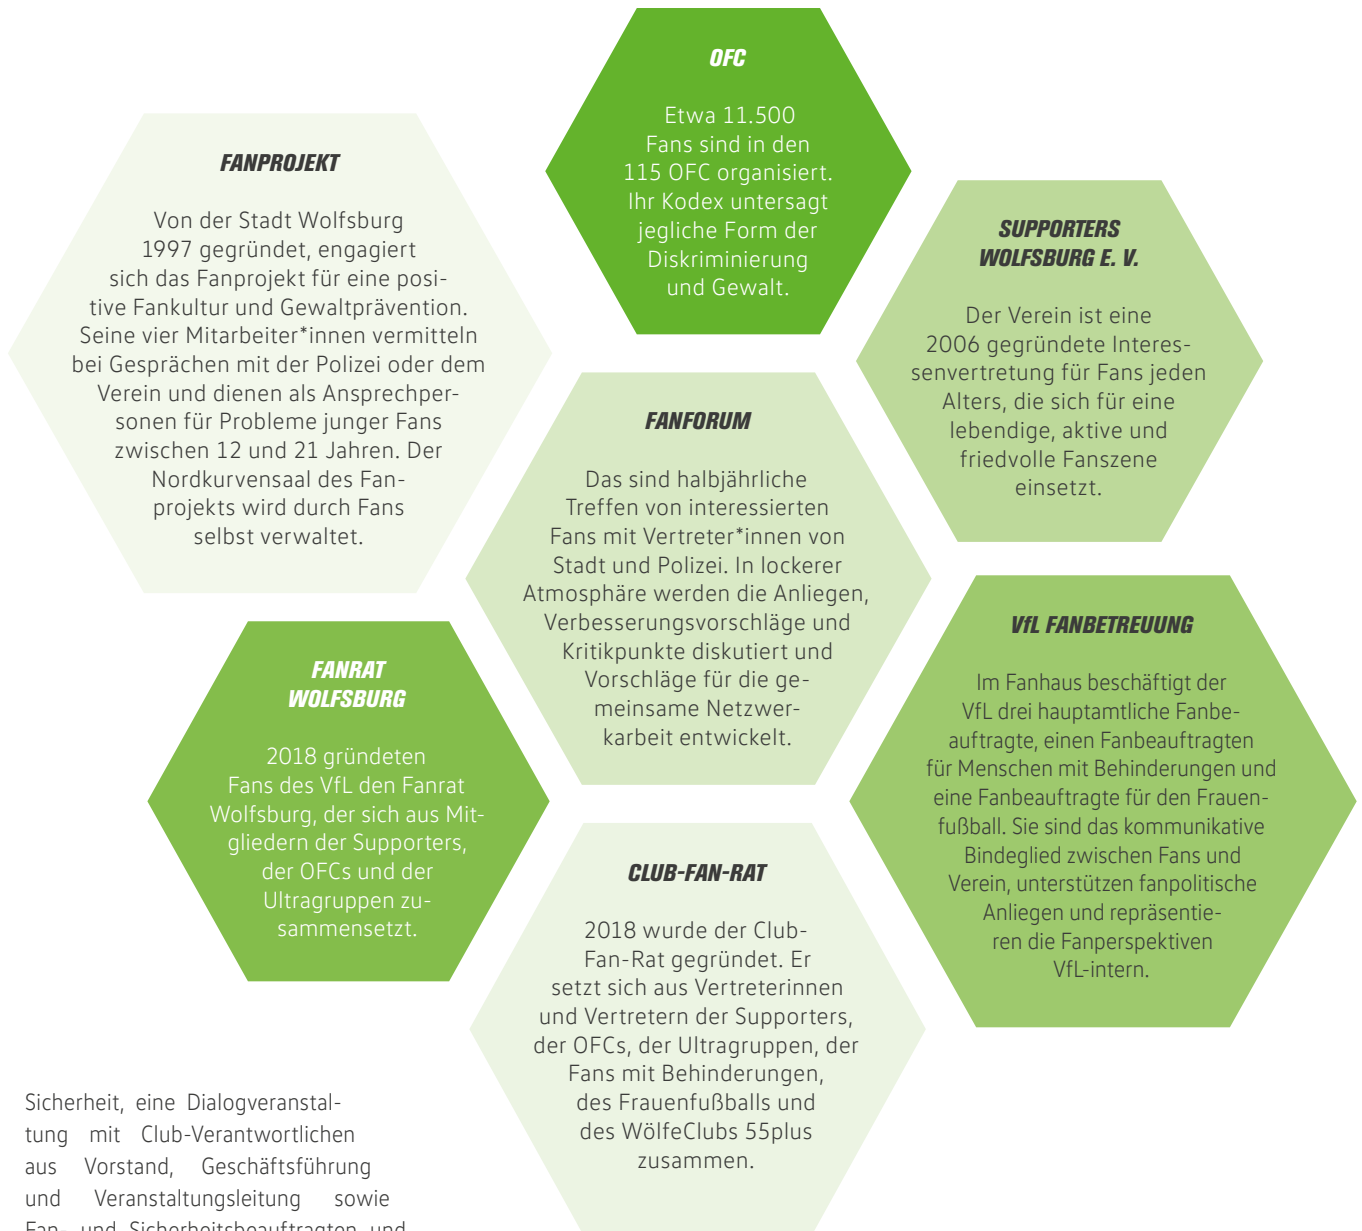 OFC
Etwa 11.500
Fans sind in den
115 OFC organisiert.
Ihr Kodex untersagt
jegliche Form der
Diskriminierung
und Gewalt.
FANPROJEKT
Von der Stadt Wolfsburg
1997 gegründet, engagiert
sich das Fanprojekt für eine posi-
tive Fankultur und Gewaltprävention.
Seine vier Mitarbeiter*innen vermitteln
bei Gesprächen mit der Polizei oder dem
Verein und dienen als Ansprechper-
sonen für Probleme junger Fans
zwischen 12 und 21 Jahren. Der
Nordkurvensaal des Fan-
projekts wird durch Fans
selbst verwaltet.
SUPPORTERS
WOLFSBURG E. V.
Der Verein ist eine
2006 gegründete Interes-
senvertretung für Fans jeden
Alters, die sich für eine
lebendige, aktive und
friedvolle Fanszene
einsetzt.
FANFORUM
Das sind halbjährliche
Treffen von interessierten
Fans mit Vertreter*innen von
Stadt und Polizei. In lockerer
Atmosphäre werden die Anliegen,
Verbesserungsvorschläge und
Kritikpunkte diskutiert und
Vorschläge für die ge-
meinsame Netzwer-
karbeit entwickelt.
VfL FANBETREUUNG
Im Fanhaus beschäftigt der
VfL drei hauptamtliche Fanbe-
auftragte, einen Fanbeauftragten
für Menschen mit Behinderungen und
eine Fanbeauftragte für den Frauen-
fußball. Sie sind das kommunikative
Bindeglied zwischen Fans und
Verein, unterstützen fanpolitische
Anliegen und repräsentie-
ren die Fanperspektiven
VfL-intern.
FANRAT
WOLFSBURG
2018 gründeten
Fans des VfL den Fanrat
Wolfsburg, der sich aus Mit-
gliedern der Supporters,
der OFCs und der
Ultragruppen zu-
sammensetzt.
CLUB-FAN-RAT
2018 wurde der Club-
Fan-Rat gegründet. Er
setzt sich aus Vertreterinnen
und Vertretern der Supporters,
der OFCs, der Ultragruppen, der
Fans mit Behinderungen,
des Frauenfußballs und
des WölfeClubs 55plus
zusammen.
Sicherheit, eine Dialogveranstal-
tung mit Club-Verantwortlichen
aus Vorstand, Geschäftsführung
und Veranstaltungsleitung sowie
Fan- und Sicherheitsbeauftragten und